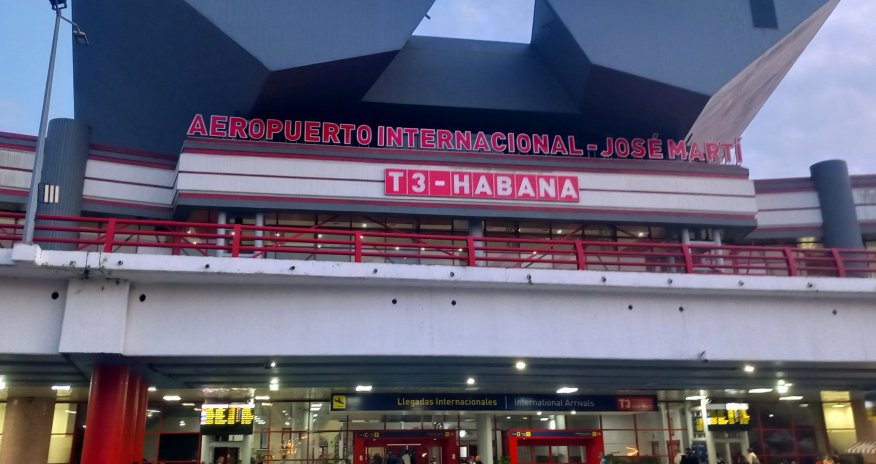 AEROPUERTO INTERNACIONAL - JOSÉ MARTÍ
T3-HABANA
Llegadas Internacionales | International Arrivals T3